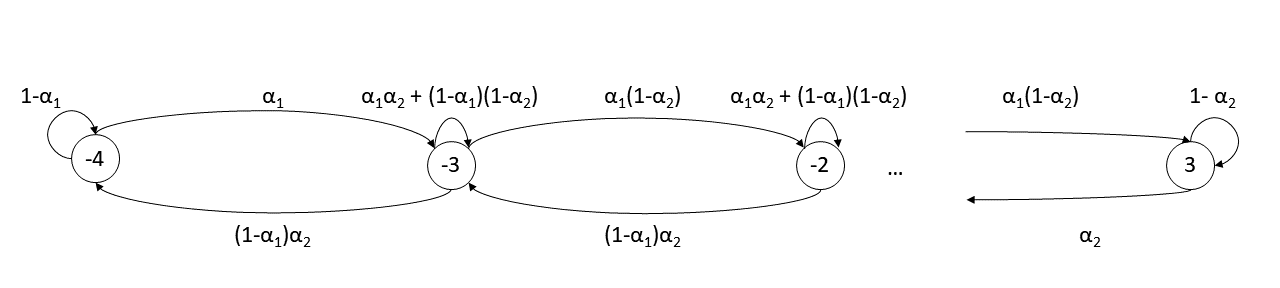 1-α₁ α₁ α₁α₂ + (1-α₁)(1-α₂) α₁(1-α₂) α₁α₂ + (1-α₁)(1-α₂) α₁(1-α₂) 1- α₂
-4 -3 -2 ... 3
(1-α₁)α₂ (1-α₁)α₂ α₂